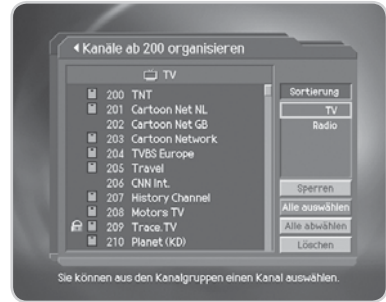 Kanäle ab 200 organisieren
TV
200 TNT
201 Cartoon Net NL
202 Cartoon Net GB
203 Cartoon Network
204 TVBS Europe
205 Travel
206 CNN Int.
207 History Channel
208 Motors TV
209 Trace.TV
210 Planet (KD)
Sortierung
TV
Radio
Sperren
Alle auswählen
Alle abwählen
Löschen
Sie können aus den Kanalgruppen einen Kanal auswählen.